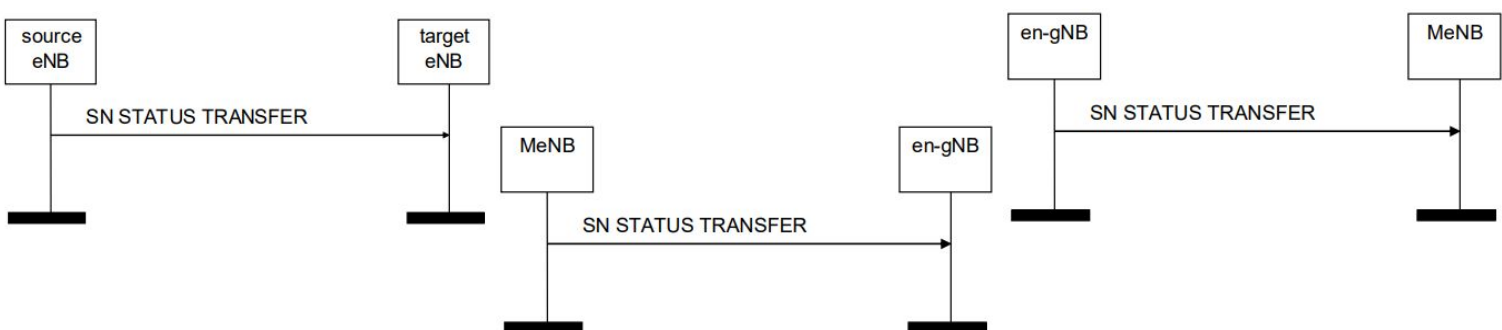 source
eNB
target
eNB
SN STATUS TRANSFER
MeNB
en-gNB
SN STATUS TRANSFER
en-gNB
MeNB
SN STATUS TRANSFER